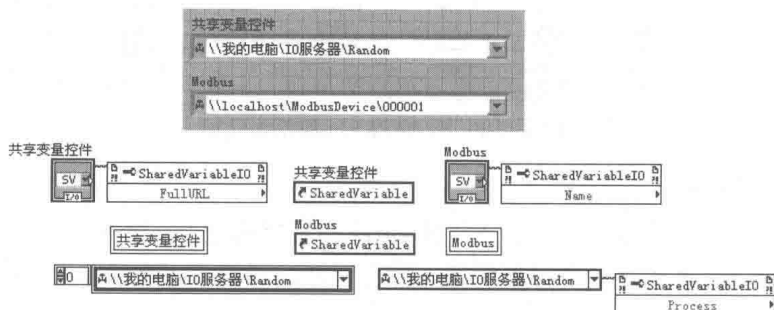 共享变量控件
\\我的电脑\IO服务器\Random
Modbus
\\localhost\ModbusDevice\000001
共享变量控件
SV
I/O
SharedVariableIO
FullURL
共享变量控件
SharedVariable
Modbus
SV
I/O
SharedVariableIO
Name
共享变量控件
Modbus
SharedVariable
Modbus
0
\\我的电脑\IO服务器\Random
\\我的电脑\IO服务器\Random
SharedVariableIO
Process